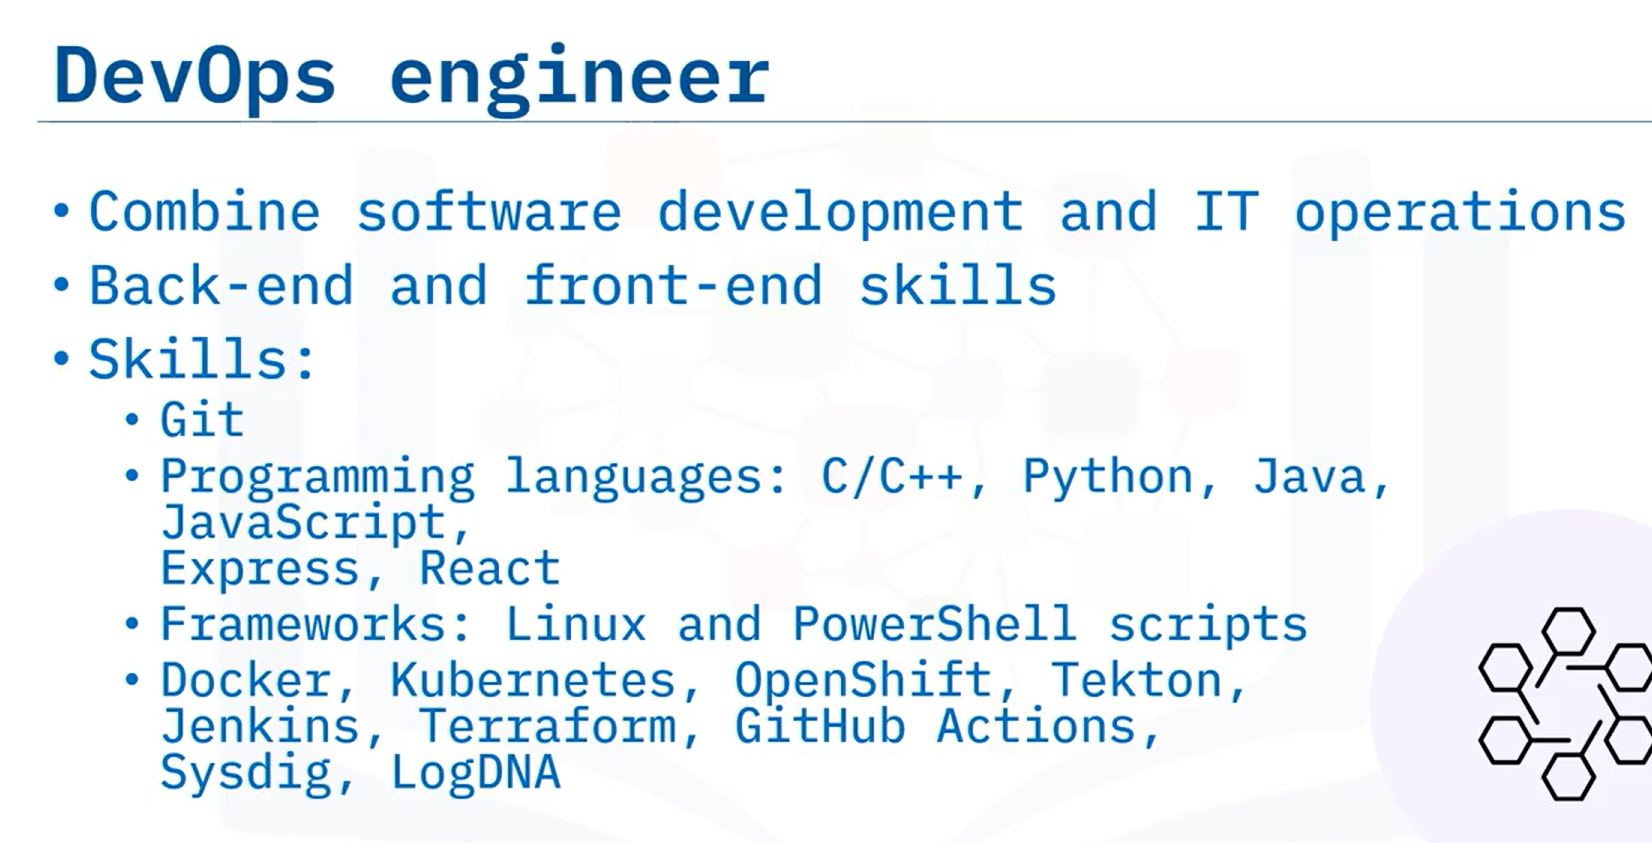 DevOps engineer
• Combine software development and IT operations
• Back-end and front-end skills
• Skills:
• Git
• Programming languages: C/C++, Python, Java,
JavaScript,
Express, React
• Frameworks: Linux and PowerShell scripts
• Docker, Kubernetes, OpenShift, Tekton,
Jenkins, Terraform, GitHub Actions,
Sysdig, LogDNA